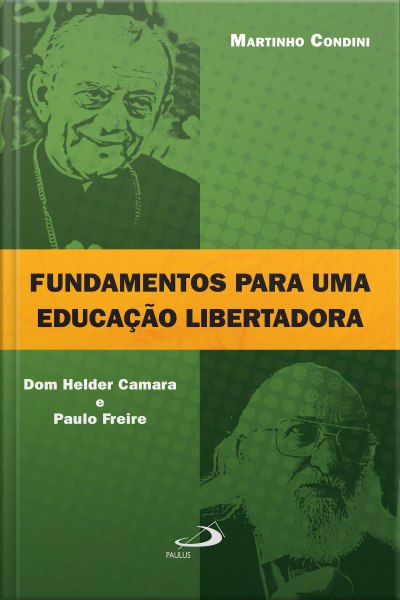 MARTINHO CONDINI
FUNDAMENTOS PARA UMA
EDUCAÇÃO LIBERTADORA
Dom Helder Camara
e
Paulo Freire
PAULUS